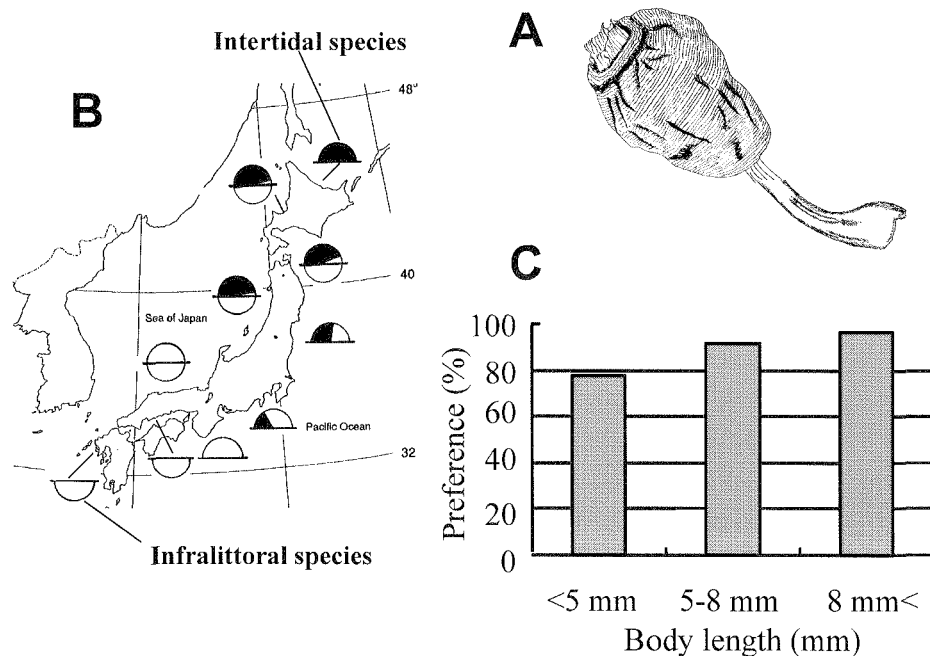 A
Intertidal species
B
48°
40
Sea of Japan
Pacific Ocean
32
Infralittoral species
C
100
80
60
40
20
0
Preference (%)
<5 mm 5-8 mm 8 mm<
Body length (mm)